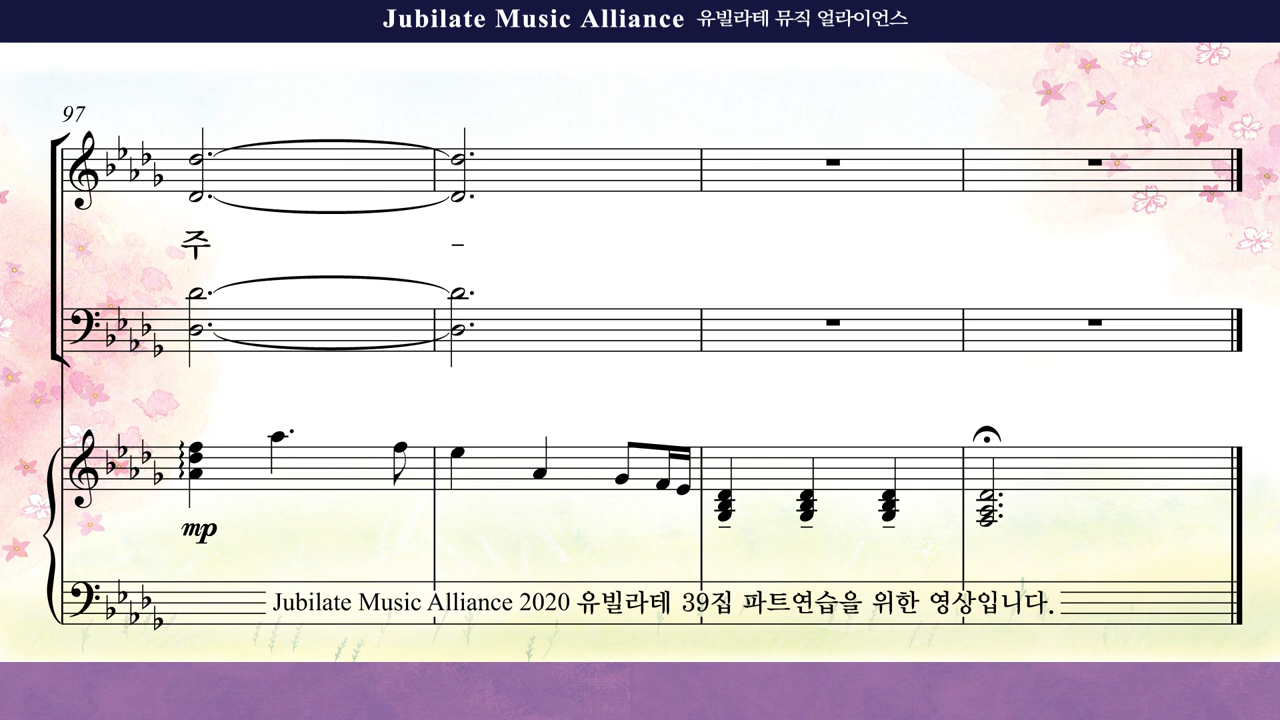 Jubilate Music Alliance 유빌라테 뮤직 얼라이언스
97
주 -
mp
Jubilate Music Alliance 2020 유빌라테 39집 파트연습을 위한 영상입니다.